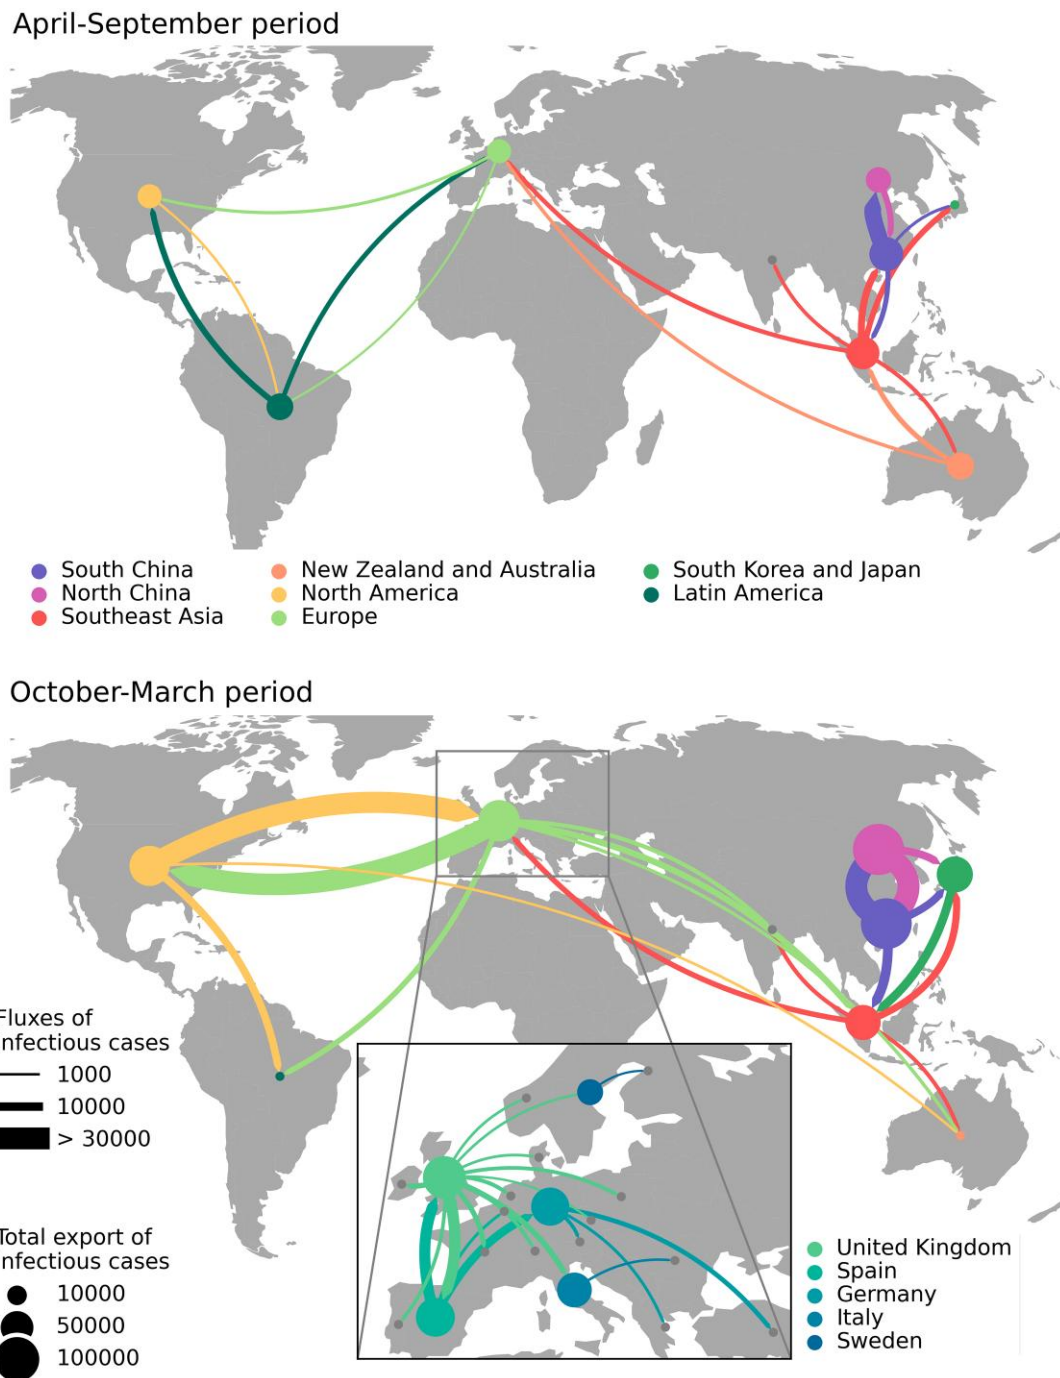 April-September period
South China
North China
Southeast Asia
New Zealand and Australia
North America
Europe
South Korea and Japan
Latin America
October-March period
Fluxes of
infectious cases
1000
10000
> 30000
Total export of
infectious cases
10000
50000
100000
United Kingdom
Spain
Germany
Italy
Sweden